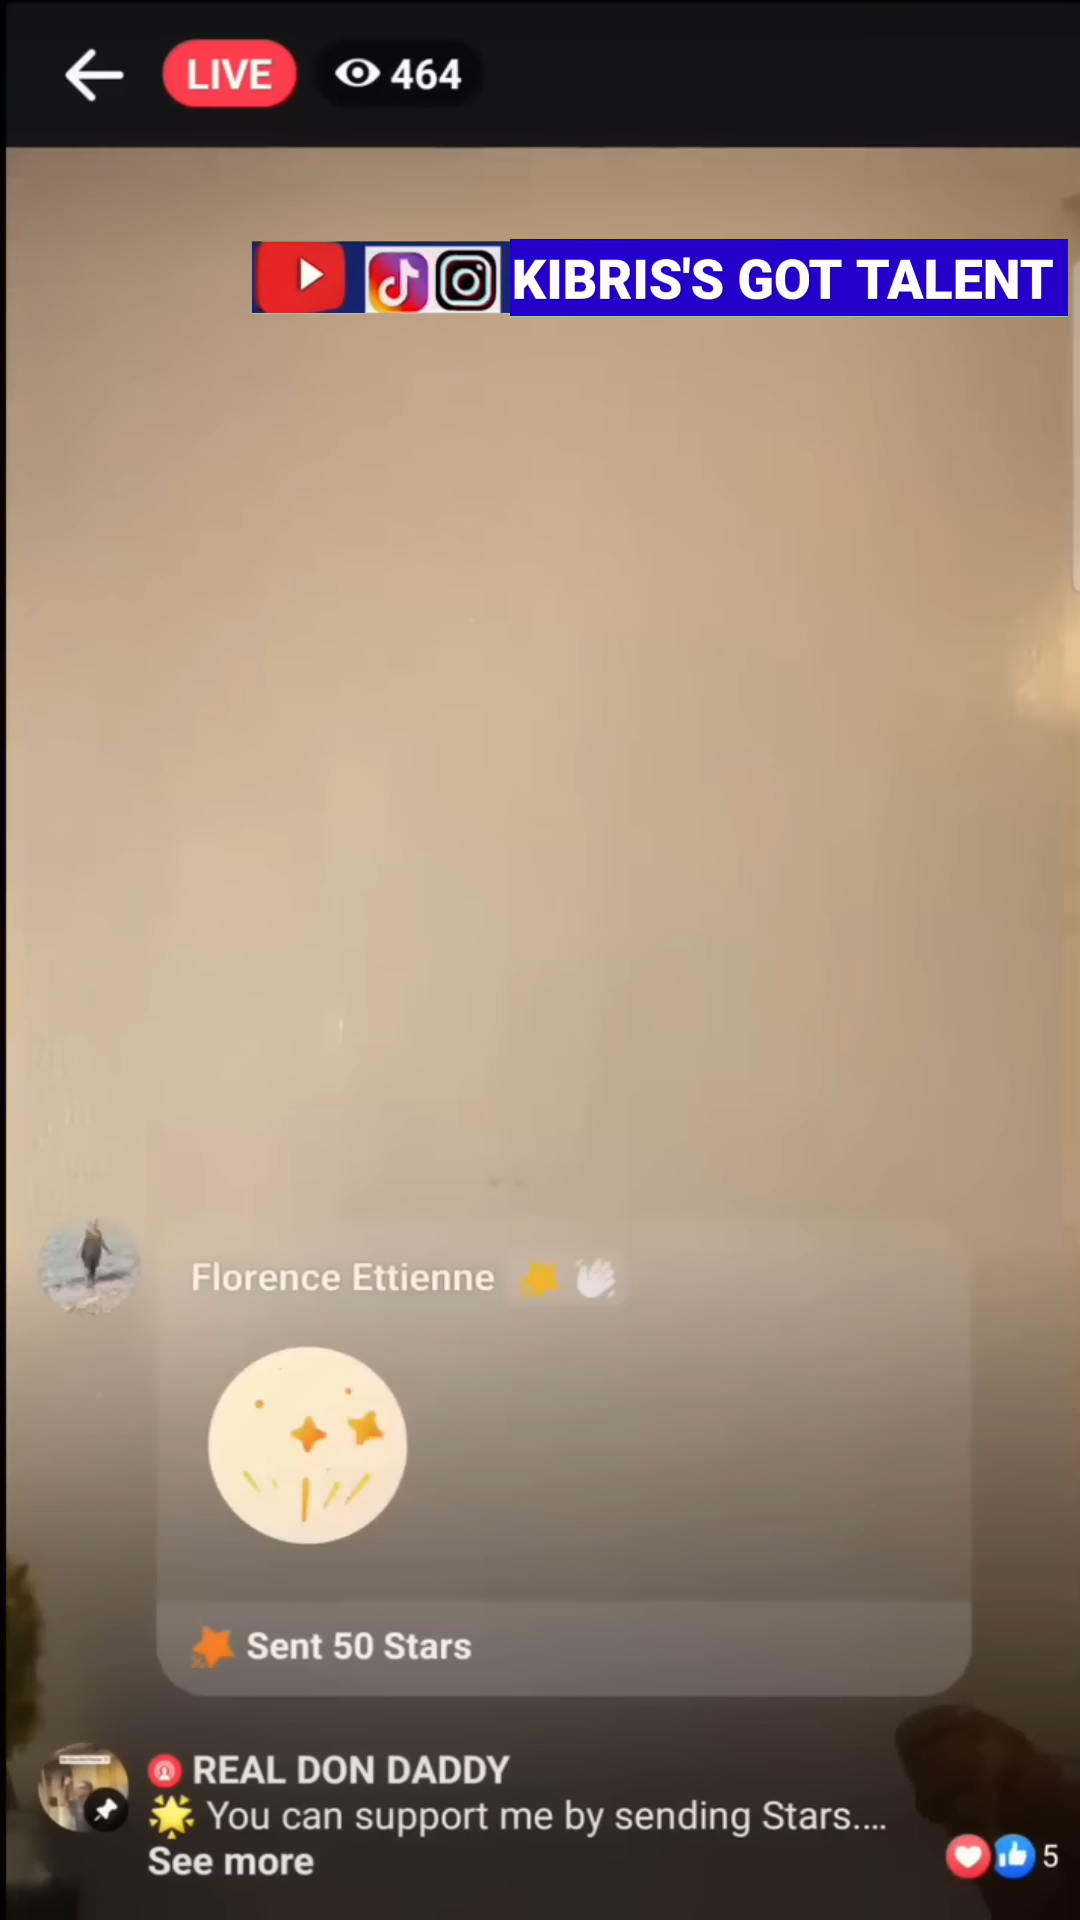 LIVE 464
KIBRIS'S GOT TALENT
Florence Ettienne
Sent 50 Stars
REAL DON DADDY
You can support me by sending Stars....
See more
5